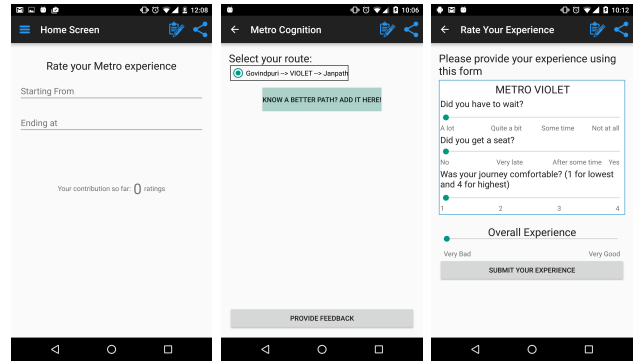 12:08
Home Screen
Rate your Metro experience
Starting From
Ending at
Your contribution so far: 0 ratings
10:06
Metro Cognition
Select your route:
Govindpuri --> VIOLET --> Janpath
KNOW A BETTER PATH? ADD IT HERE!
PROVIDE FEEDBACK
10:12
Rate Your Experience
Please provide your experience using
this form
METRO VIOLET
Did you have to wait?
A lot Quite a bit Some time Not at all
Did you get a seat?
No Very late After some time Yes
Was your journey comfortable? (1 for lowest
and 4 for highest)
1 2 3 4
Overall Experience
Very Bad Very Good
SUBMIT YOUR EXPERIENCE